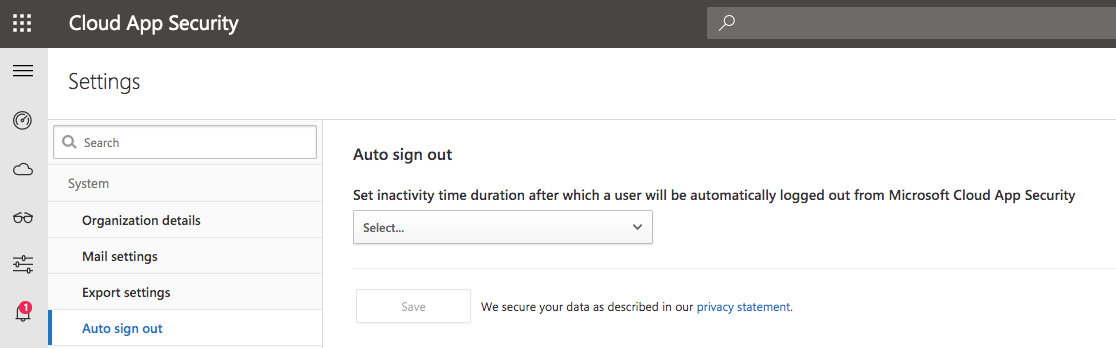 Cloud App Security
Settings
Search
System
Organization details
Mail settings
Export settings
1
Auto sign out
Auto sign out
Set inactivity time duration after which a user will be automatically logged out from Microsoft Cloud App Security
Select...
Save
We secure your data as described in our privacy statement.